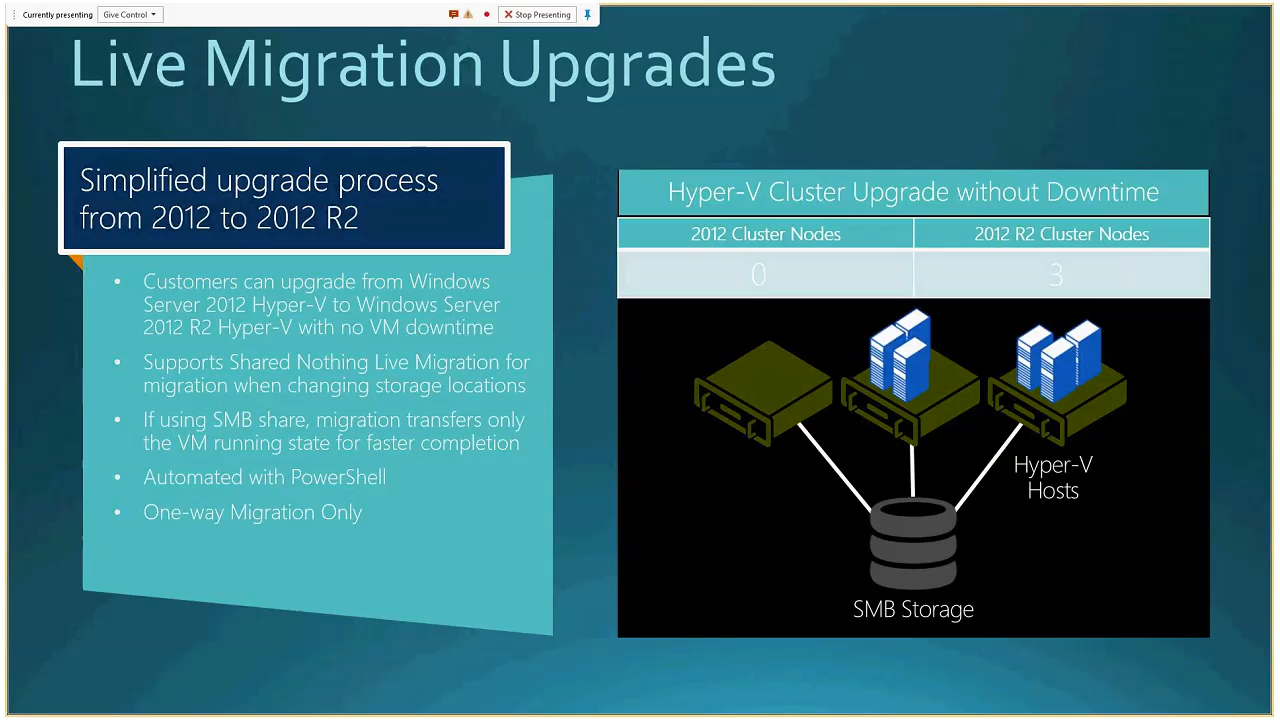 Currently presenting
Give Control
Stop Presenting
Live Migration Upgrades
Simplified upgrade process
from 2012 to 2012 R2
• Customers can upgrade from Windows
Server 2012 Hyper-V to Windows Server
2012 R2 Hyper-V with no VM downtime
• Supports Shared Nothing Live Migration for
migration when changing storage locations
• If using SMB share, migration transfers only
the VM running state for faster completion
• Automated with PowerShell
• One-way Migration Only
Hyper-V Cluster Upgrade without Downtime
2012 Cluster Nodes
2012 R2 Cluster Nodes
0
3
Hyper-V
Hosts
SMB Storage